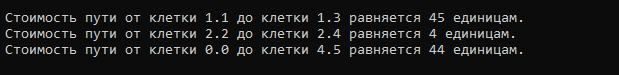 Стоимость пути от клетки 1.1 до клетки 1.3 равняется 45 единицам.
Стоимость пути от клетки 2.2 до клетки 2.4 равняется 4 единицам.
Стоимость пути от клетки 0.0 до клетки 4.5 равняется 44 единицам.